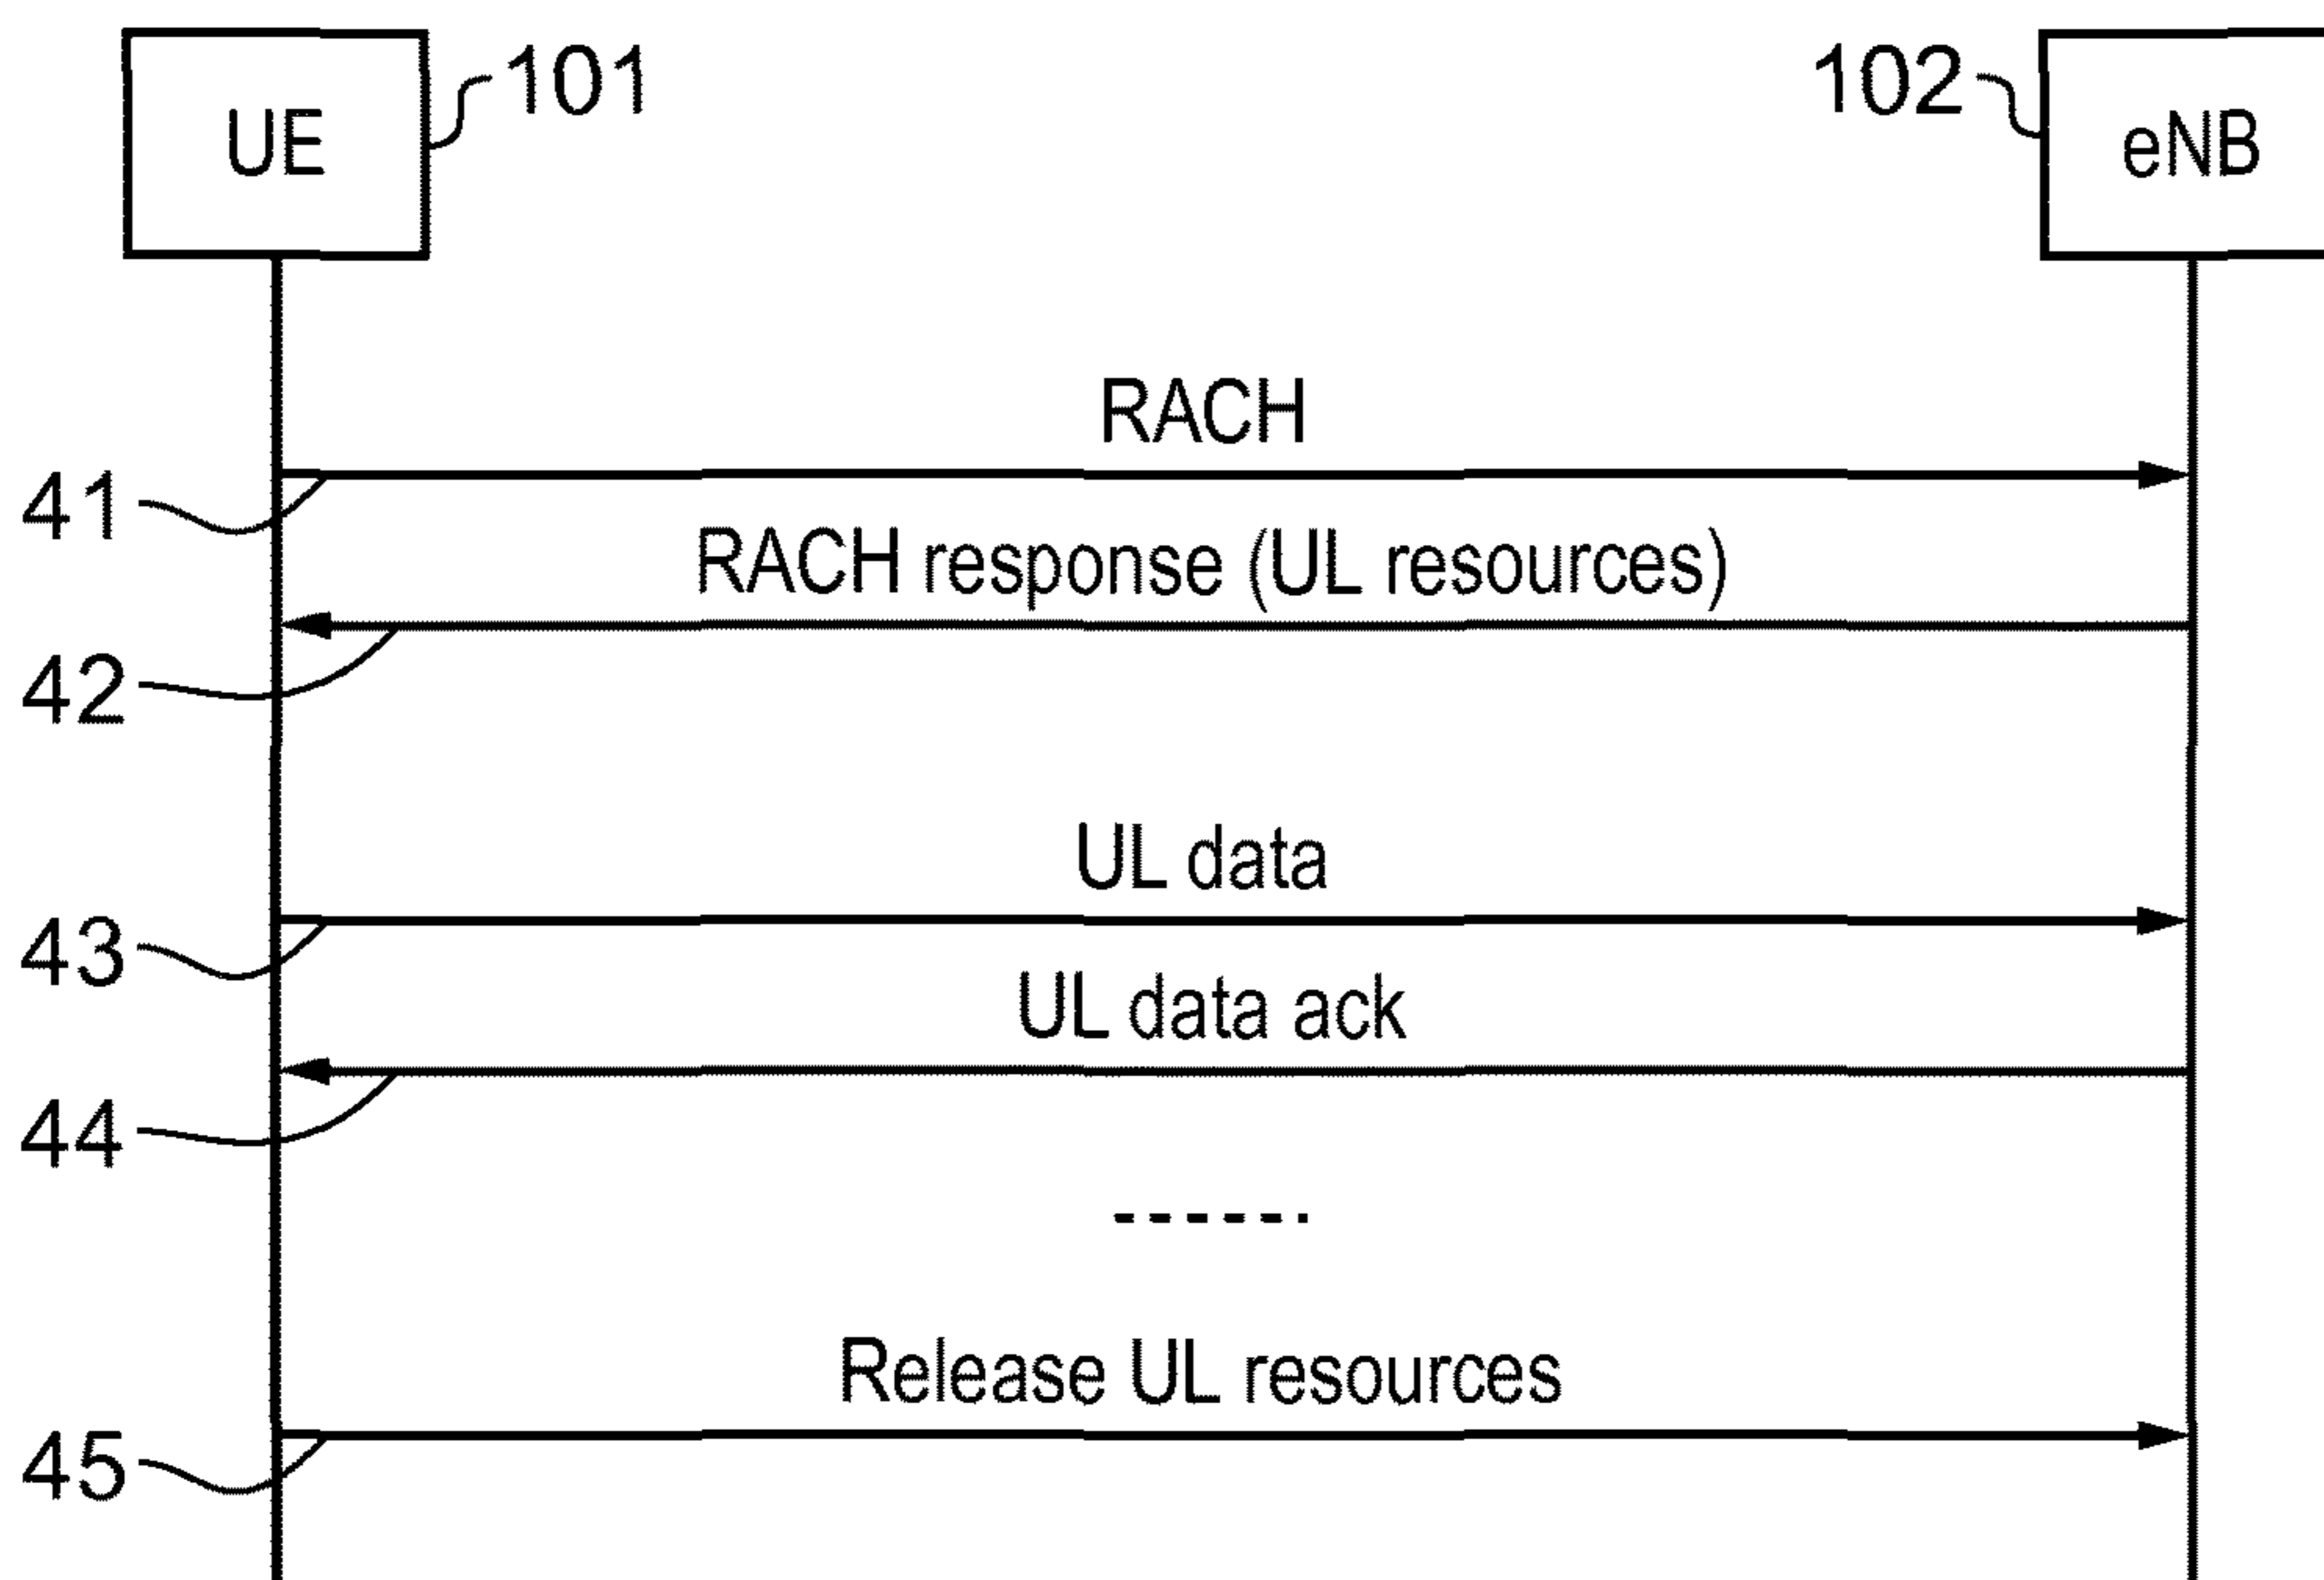 UE
101
102
eNB
RACH
41
RACH response (UL resources)
42
UL data
43
UL data ack
44
Release UL resources
45